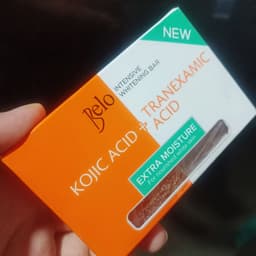 NEW
Belo
INTENSIVE
WHITENING BAR
KOJIC ACID +
TRANEXAMIC
ACID
EXTRA MOISTURE